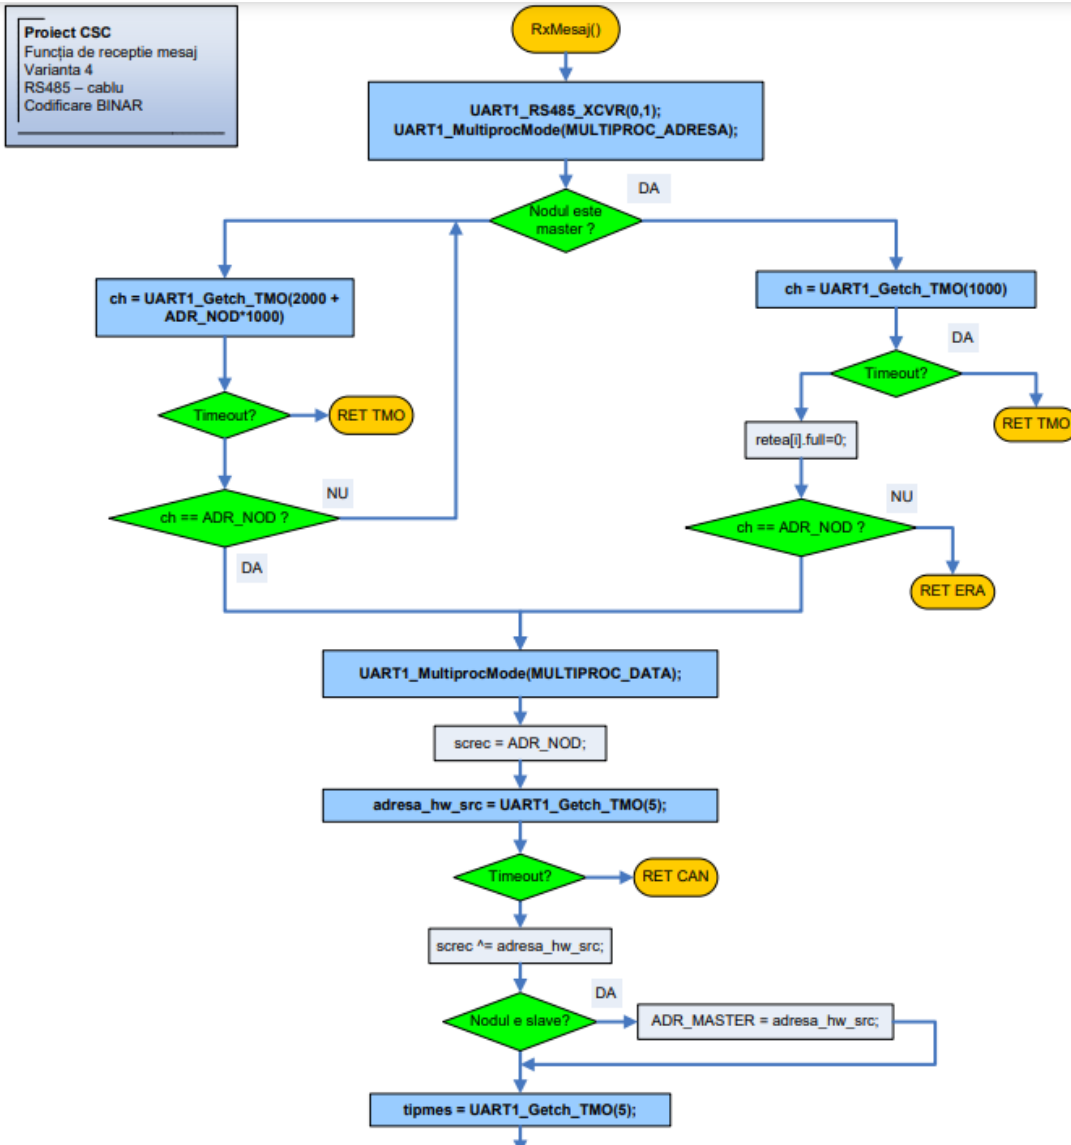 Proiect CSC
Funcția de receptie mesaj
Varianta 4
RS485 – cablu
Codificare BINAR
RxMesaj()
UART1_RS485_XCVR(0,1);
UART1_MultiprocMode(MULTIPROC_ADRESA);
DA
Nodul este
master ?
ch = UART1_Getch_TMO(2000 +
ADR_NOD*1000)
ch = UART1_Getch_TMO(1000)
DA
Timeout?
RET TMO
Timeout?
RET TMO
retea[i].full=0;
NU
ch == ADR_NOD ?
NU
ch == ADR_NOD ?
DA
RET ERA
UART1_MultiprocMode(MULTIPROC_DATA);
screc = ADR_NOD;
adresa_hw_src = UART1_Getch_TMO(5);
Timeout?
RET CAN
screc ^= adresa_hw_src;
DA
Nodul e slave?
ADR_MASTER = adresa_hw_src;
tipmes = UART1_Getch_TMO(5);